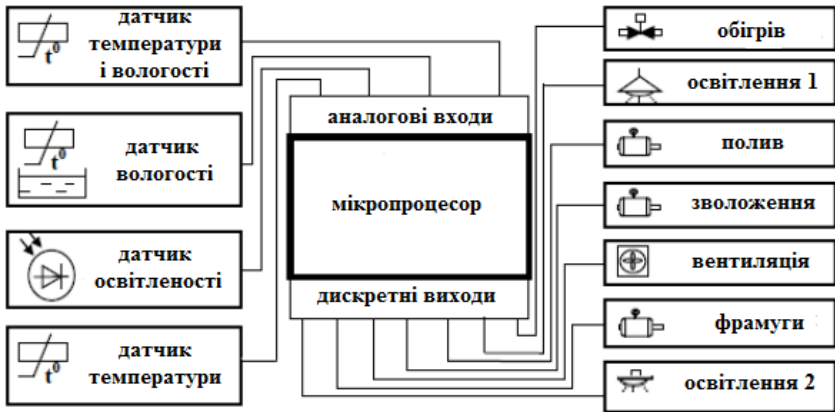 датчик
температури
і вологості
t⁰
датчик
вологості
t⁰
датчик
освітленості
датчик
температури
t⁰
аналогові входи
мікропроцесор
дискретні виходи
обігрів
освітлення 1
полив
зволоження
вентиляція
фрамуги
освітлення 2